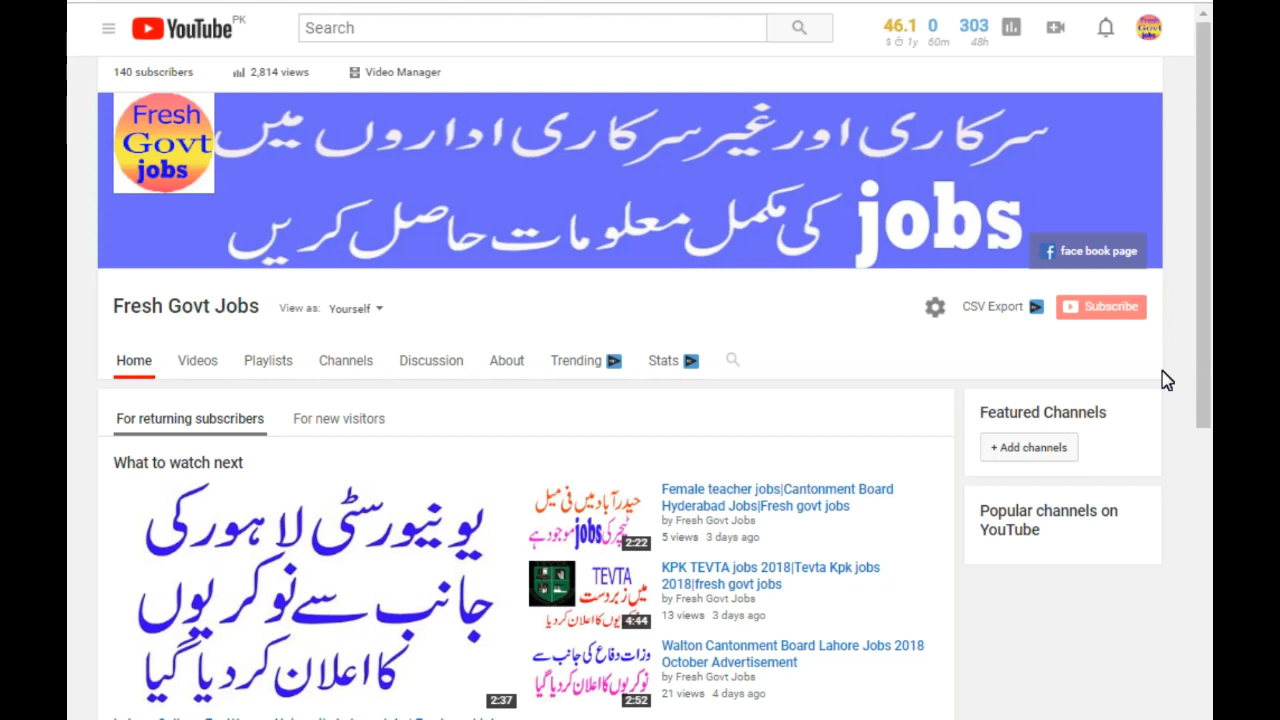 YouTube PK
Search
46.1 0 303
$ ⏱ 1y 60m 48h
140 subscribers 2,814 views Video Manager
Fresh
Govt
jobs
سرکاری اور غیر سرکاری اداروں میں
jobs کی مکمل معلومات حاصل کریں
face book page
Fresh Govt Jobs View as: Yourself CSV Export Subscribe
Home Videos Playlists Channels Discussion About Trending Stats
For returning subscribers For new visitors
What to watch next
یونیورسٹی لاہور کی
جانب سے نوکریوں
کا اعلان کر دیا گیا
2:37
حیدرآباد میں فی میل
ٹیچر کی jobs موجود ہے
2:22
Female teacher jobs|Cantonment Board
Hyderabad Jobs|Fresh govt jobs
by Fresh Govt Jobs
5 views 3 days ago
TEVTA
میں زبردست
کا اعلان کر دیا
4:44
KPK TEVTA jobs 2018|Tevta Kpk jobs
2018|fresh govt jobs
by Fresh Govt Jobs
13 views 3 days ago
وزات دفاع کی جانب سے
نوکریوں کا اعلان کر دیا گیا
2:52
Walton Cantonment Board Lahore Jobs 2018
October Advertisement
by Fresh Govt Jobs
21 views 4 days ago
Featured Channels
+ Add channels
Popular channels on
YouTube